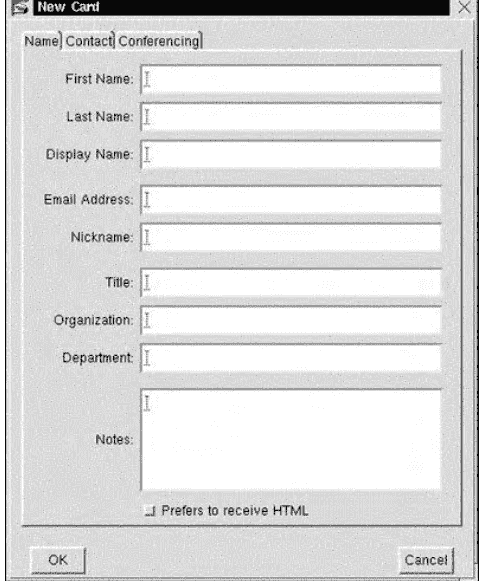 New Card
Name Contact Conferencing
First Name:
Last Name:
Display Name:
Email Address:
Nickname:
Title:
Organization:
Department:
Notes:
Prefers to receive HTML
OK Cancel